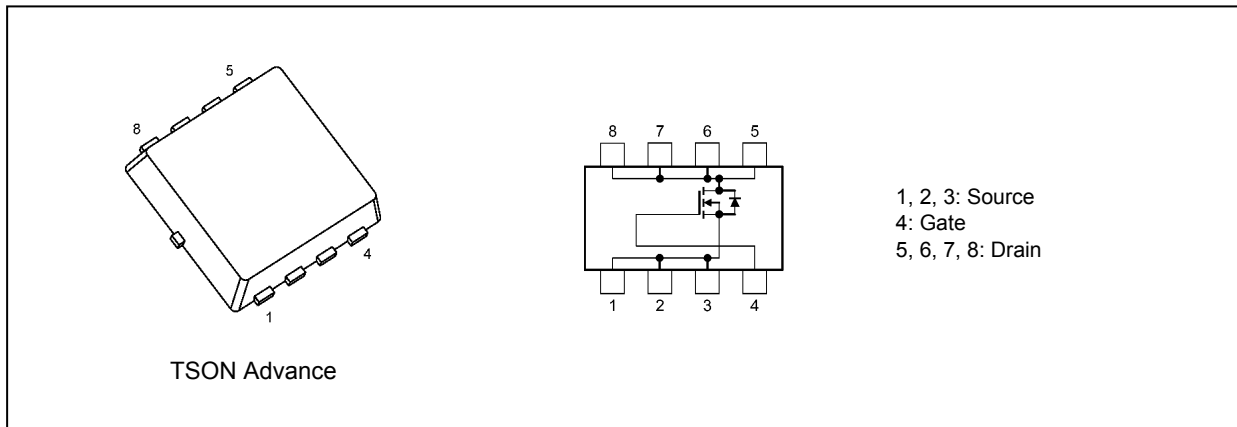 5
8
4
1
TSON Advance
8 7 6 5
1 2 3 4
1, 2, 3: Source
4: Gate
5, 6, 7, 8: Drain